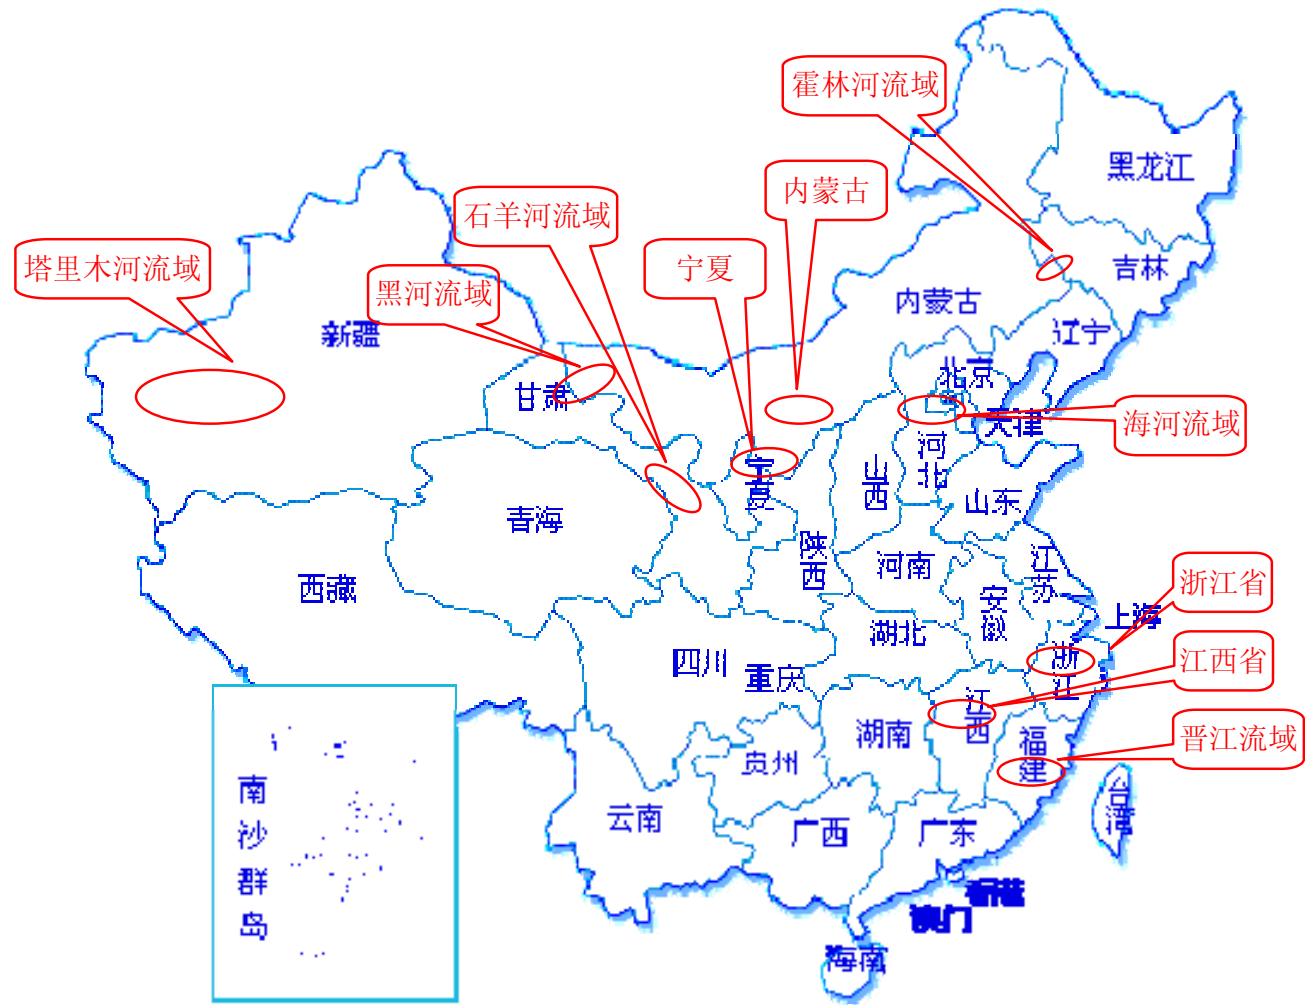 霍林河流域
黑龙江
内蒙古
石羊河流域
宁夏
塔里木河流域
黑河流域
吉林
内蒙古
新疆
辽宁
北京
甘肃
天津
海河流域
河北
宁夏
山西
山东
青海
陕西
河南
江苏
西藏
安徽
浙江省
上海
湖北
四川
重庆
浙江
江西省
江西
湖南
福建
晋江流域
贵州
南沙群岛
云南
广西
广东
台湾
香港
澳门
海南